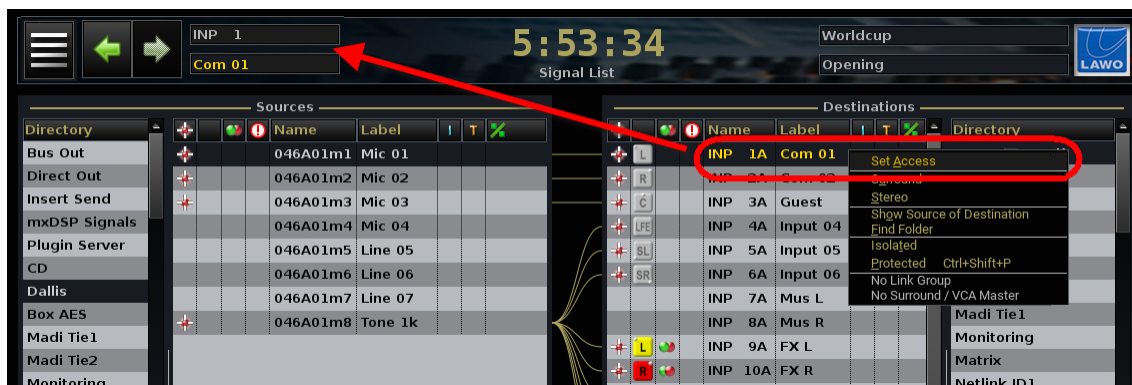 INP 1
Com 01
5:53:34
Signal List
Worldcup
Opening
LAWO
Sources
Directory
Name Label I T
Bus Out
Direct Out
Insert Send
mxDSP Signals
Plugin Server
CD
Dallis
Box AES
Madi Tie1
Madi Tie2
Monitoring
046A01m1 Mic 01
046A01m2 Mic 02
046A01m3 Mic 03
046A01m4 Mic 04
046A01m5 Line 05
046A01m6 Line 06
046A01m7 Line 07
046A01m8 Tone 1k
Destinations
Name Label I T
Directory
L INP 1A Com 01
R INP 2A Com 02
C INP 3A Guest
LFE INP 4A Input 04
SL INP 5A Input 05
SR INP 6A Input 06
INP 7A Mus L
INP 8A Mus R
L INP 9A FX L
R INP 10A FX R
Set Access
Surround
Stereo
Show Source of Destination
Find Folder
Isolated
Protected Ctrl+Shift+P
No Link Group
No Surround / VCA Master
Madi Tie1
Monitoring
Matrix
Netlink ID1